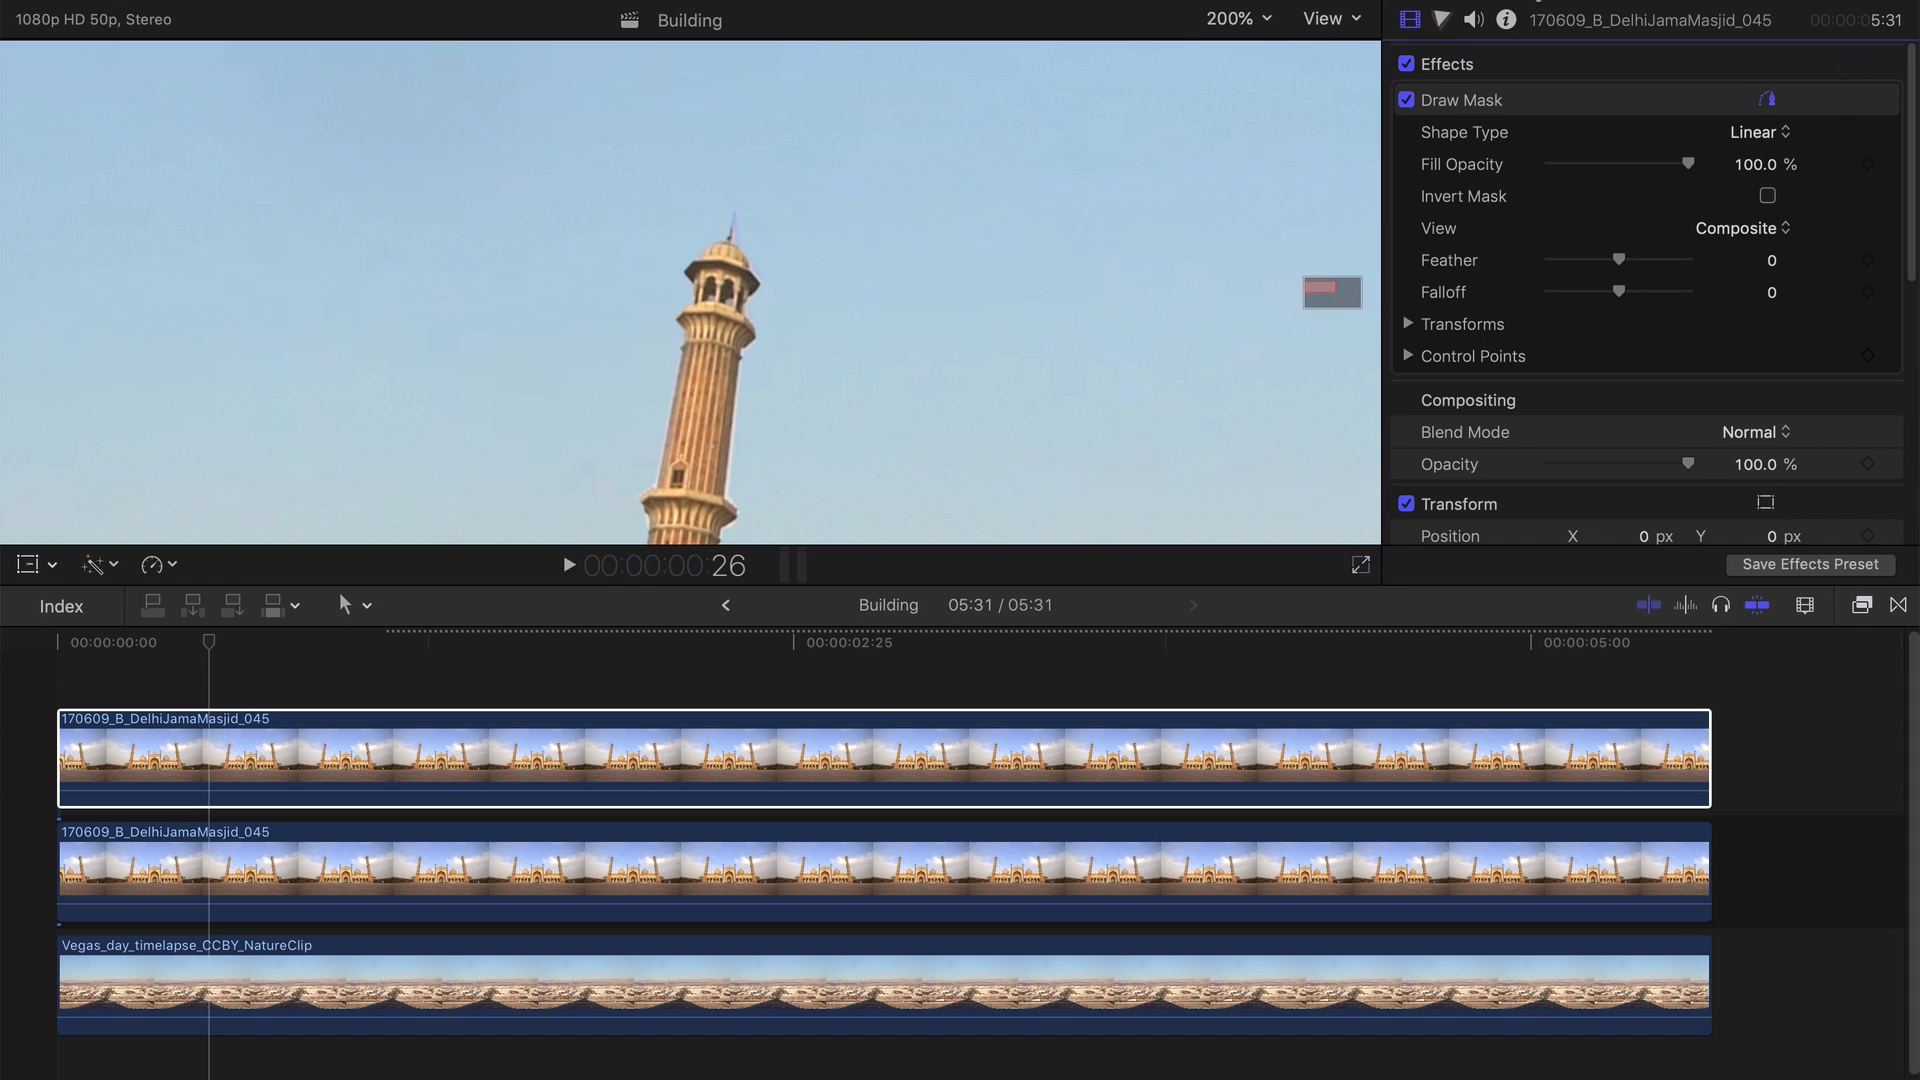 1080p HD 50p, Stereo
Building
200%
View
170609_B_DelhiJamaMasjid_045
00:00:05:31
Effects
Draw Mask
Shape Type
Linear
Fill Opacity
100.0 %
Invert Mask
View
Composite
Feather
0
Falloff
0
Transforms
Control Points
Compositing
Blend Mode
Normal
Opacity
100.0 %
Transform
Position X 0 px Y 0 px
00:00:00:26
Save Effects Preset
Index
Building
05:31 / 05:31
00:00:00:00
00:00:02:25
00:00:05:00
170609_B_DelhiJamaMasjid_045
170609_B_DelhiJamaMasjid_045
Vegas_day_timelapse_CCBY_NatureClip